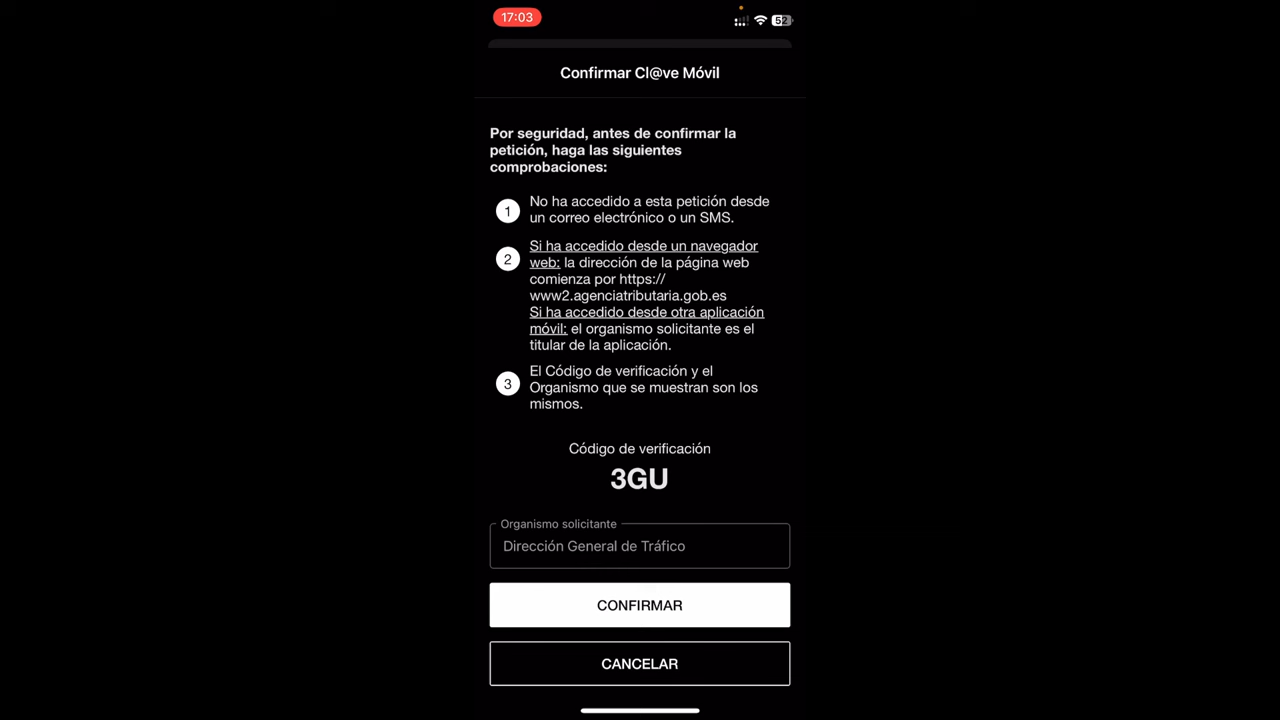 17:03
52
Confirmar Cl@ve Móvil
Por seguridad, antes de confirmar la
petición, haga las siguientes
comprobaciones:
1
No ha accedido a esta petición desde
un correo electrónico o un SMS.
2
Si ha accedido desde un navegador
web: la dirección de la página web
comienza por https://
www2.agenciatributaria.gob.es
Si ha accedido desde otra aplicación
móvil: el organismo solicitante es el
titular de la aplicación.
3
El Código de verificación y el
Organismo que se muestran son los
mismos.
Código de verificación
3GU
Organismo solicitante
Dirección General de Tráfico
CONFIRMAR
CANCELAR